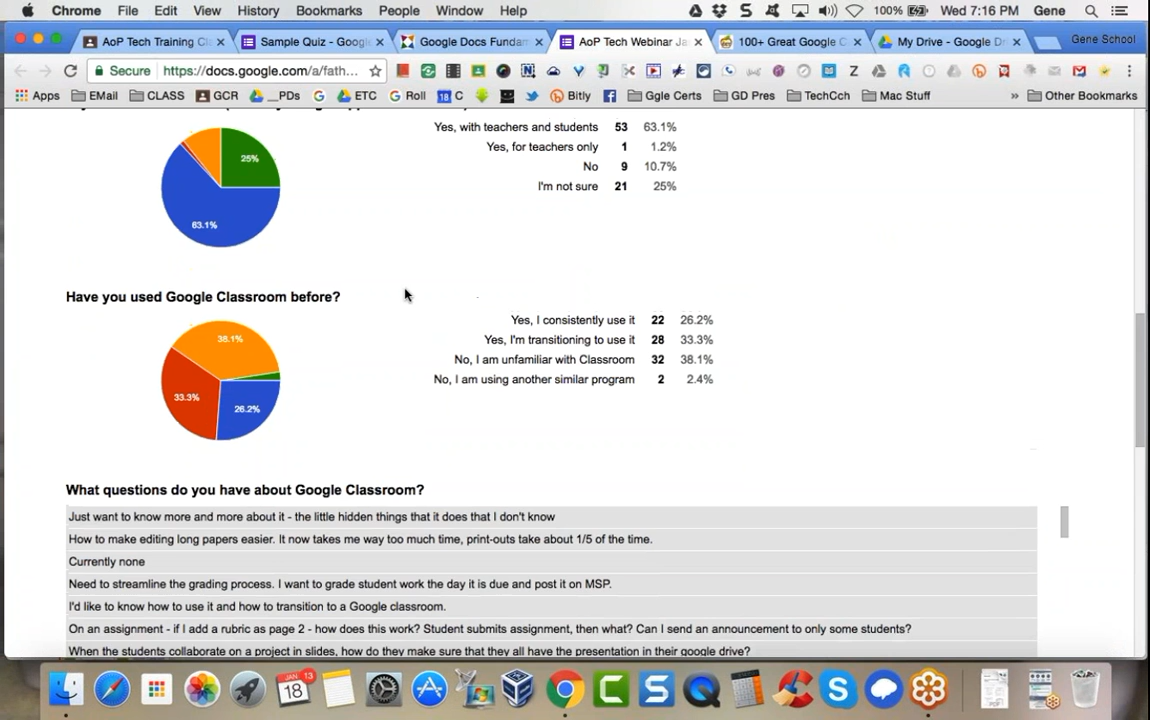 Chrome File Edit View History Bookmarks People Window Help 100% Wed 7:16 PM Gene
AoP Tech Training Cl Sample Quiz - Googl Google Docs Fundam AoP Tech Webinar Ja 100+ Great Google C My Drive - Google Dr Gene School
Secure https://docs.google.com/a/fath...
Apps EMail CLASS GCR __PDs ETC Roll 18 C Bitly Ggle Certs GD Pres TechCch Mac Stuff » Other Bookmarks
Yes, with teachers and students 53 63.1%
Yes, for teachers only 1 1.2%
No 9 10.7%
I'm not sure 21 25%
25%
63.1%
Have you used Google Classroom before?
Yes, I consistently use it 22 26.2%
Yes, I'm transitioning to use it 28 33.3%
No, I am unfamiliar with Classroom 32 38.1%
No, I am using another similar program 2 2.4%
38.1%
33.3%
26.2%
What questions do you have about Google Classroom?
Just want to know more and more about it - the little hidden things that it does that I don't know
How to make editing long papers easier. It now takes me way too much time, print-outs take about 1/5 of the time.
Currently none
Need to streamline the grading process. I want to grade student work the day it is due and post it on MSP.
I'd like to know how to use it and how to transition to a Google classroom.
On an assignment - if I add a rubric as page 2 - how does this work? Student submits assignment, then what? Can I send an announcement to only some students?
When the students collaborate on a project in slides, how do they make sure that they all have the presentation in their google drive?
JAN 13
18